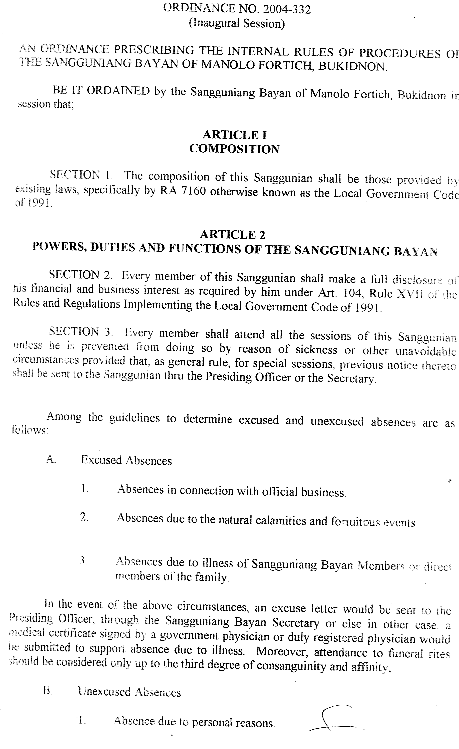 ORDINANCE NO. 2004-332
(Inaugural Session)
AN ORDINANCE PRESCRIBING THE INTERNAL RULES OF PROCEDURES OF
THE SANGGUNIANG BAYAN OF MANOLO FORTICH, BUKIDNON.
BE IT ORDAINED by the Sangguniang Bayan of Manolo Fortich, Bukidnon in
session that;
ARTICLE I
COMPOSITION
SECTION 1. The composition of this Sanggunian shall be those provided by
existing laws, specifically by RA 7160 otherwise known as the Local Government Code
of 1991.
ARTICLE 2
POWERS, DUTIES AND FUNCTIONS OF THE SANGGUNIANG BAYAN
SECTION 2. Every member of this Sanggunian shall make a full disclosure of
his financial and business interest as required by him under Art. 104, Rule XVII of the
Rules and Regulations Implementing the Local Government Code of 1991.
SECTION 3. Every member shall attend all the sessions of this Sanggunian
unless he is prevented from doing so by reason of sickness or other unavoidable
circumstances provided that, as general rule, for special sessions, previous notice thereto
shall be sent to the Sanggunian thru the Presiding Officer or the Secretary.
Among the guidelines to determine excused and unexcused absences are as
follows:
A. Excused Absences
1. Absences in connection with official business.
2. Absences due to the natural calamities and fortuitous events
3. Absences due to illness of Sangguniang Bayan Members or direct
members of the family.
In the event of the above circumstances, an excuse letter would be sent to the
Presiding Officer, through the Sangguniang Bayan Secretary or else in other case, a
medical certificate signed by a government physician or duly registered physician would
be submitted to support absence due to illness. Moreover, attendance to funeral rites
should be considered only up to the third degree of consanguinity and affinity.
B. Unexcused Absences
1. Absence due to personal reasons.